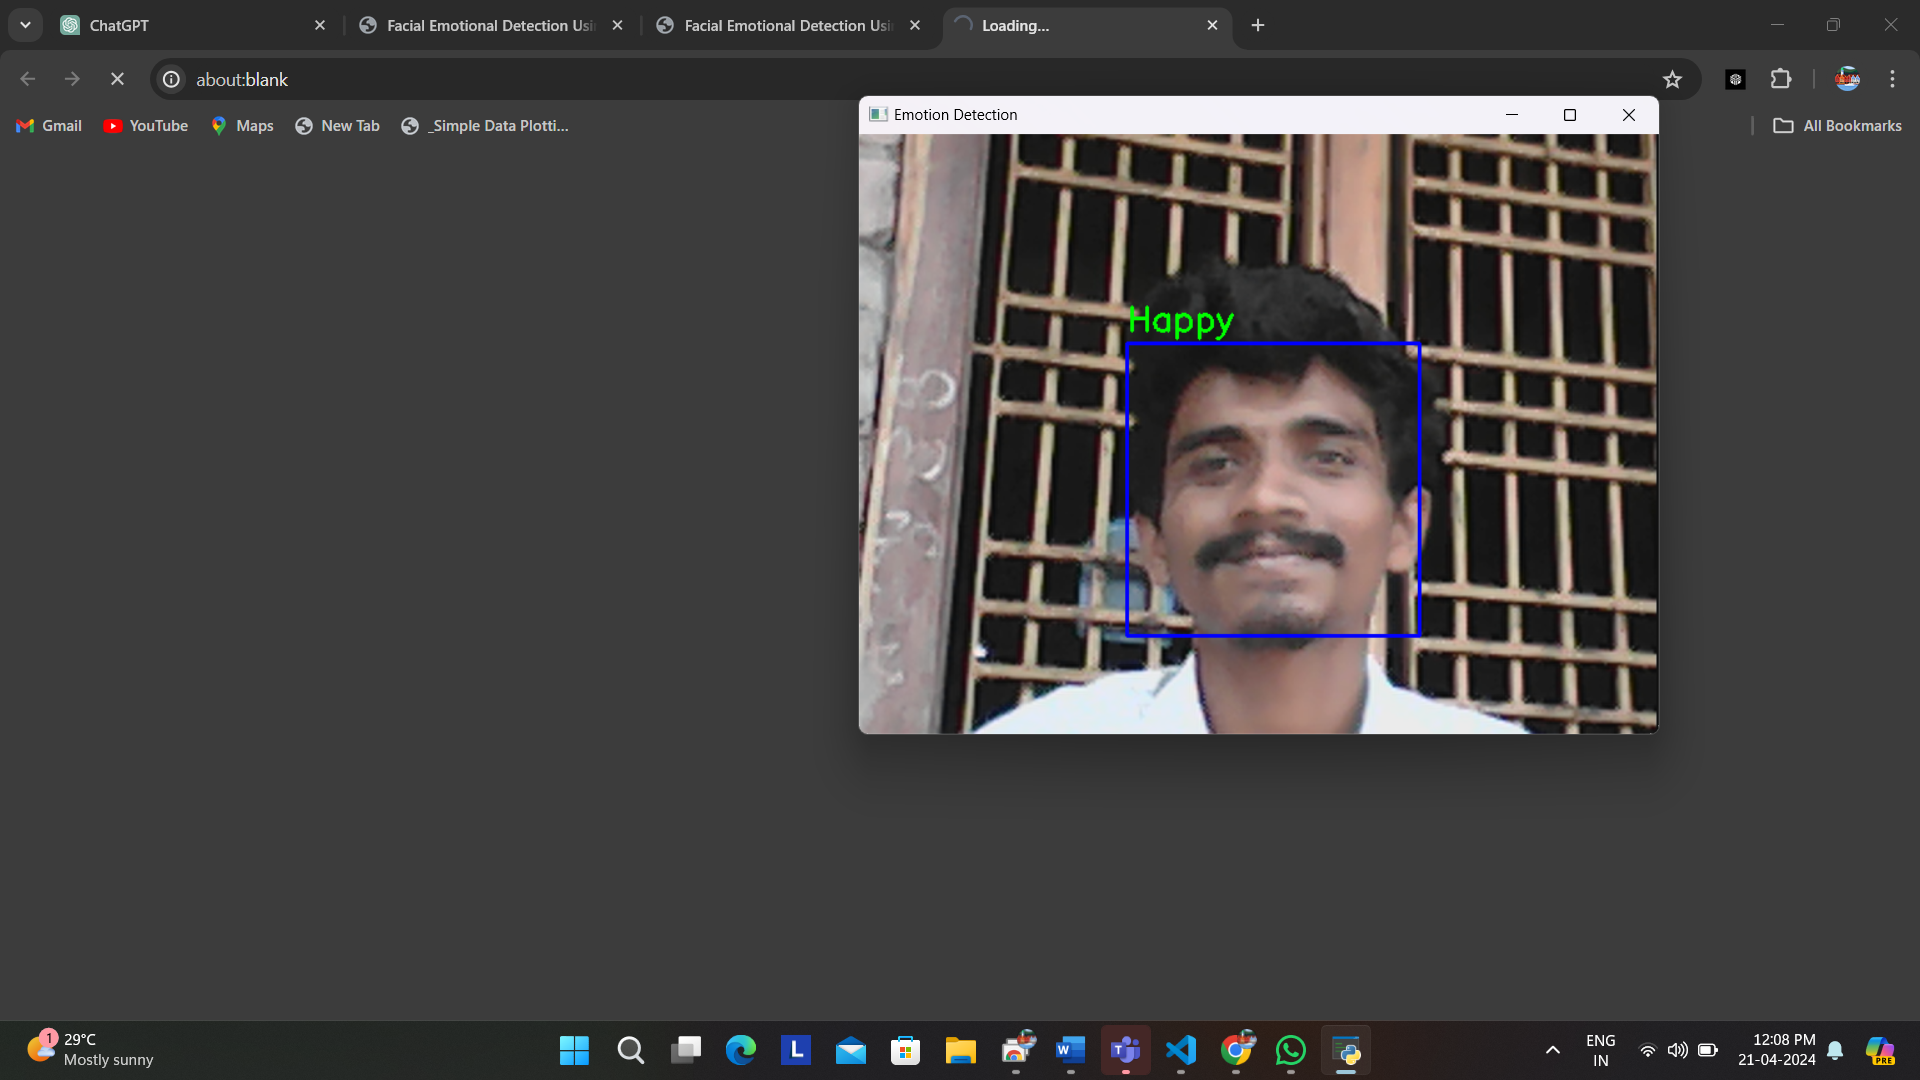 ChatGPT
Facial Emotional Detection Usi
Facial Emotional Detection Usi
Loading...
about:blank
Gmail
YouTube
Maps
New Tab
_Simple Data Plotti...
All Bookmarks
Emotion Detection
Happy
1
29°C
Mostly sunny
L
W
T
ENG
IN
12:08 PM
21-04-2024
PRE